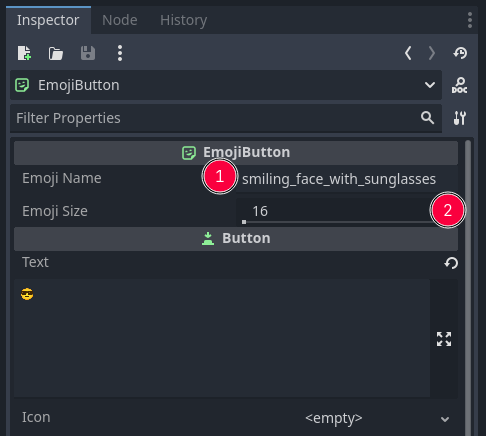 Inspector Node History
EmojiButton
DOC
Filter Properties
EmojiButton
Emoji Name 1 smiling_face_with_sunglasses
Emoji Size 16 2
Button
Text
😎
Icon <empty>